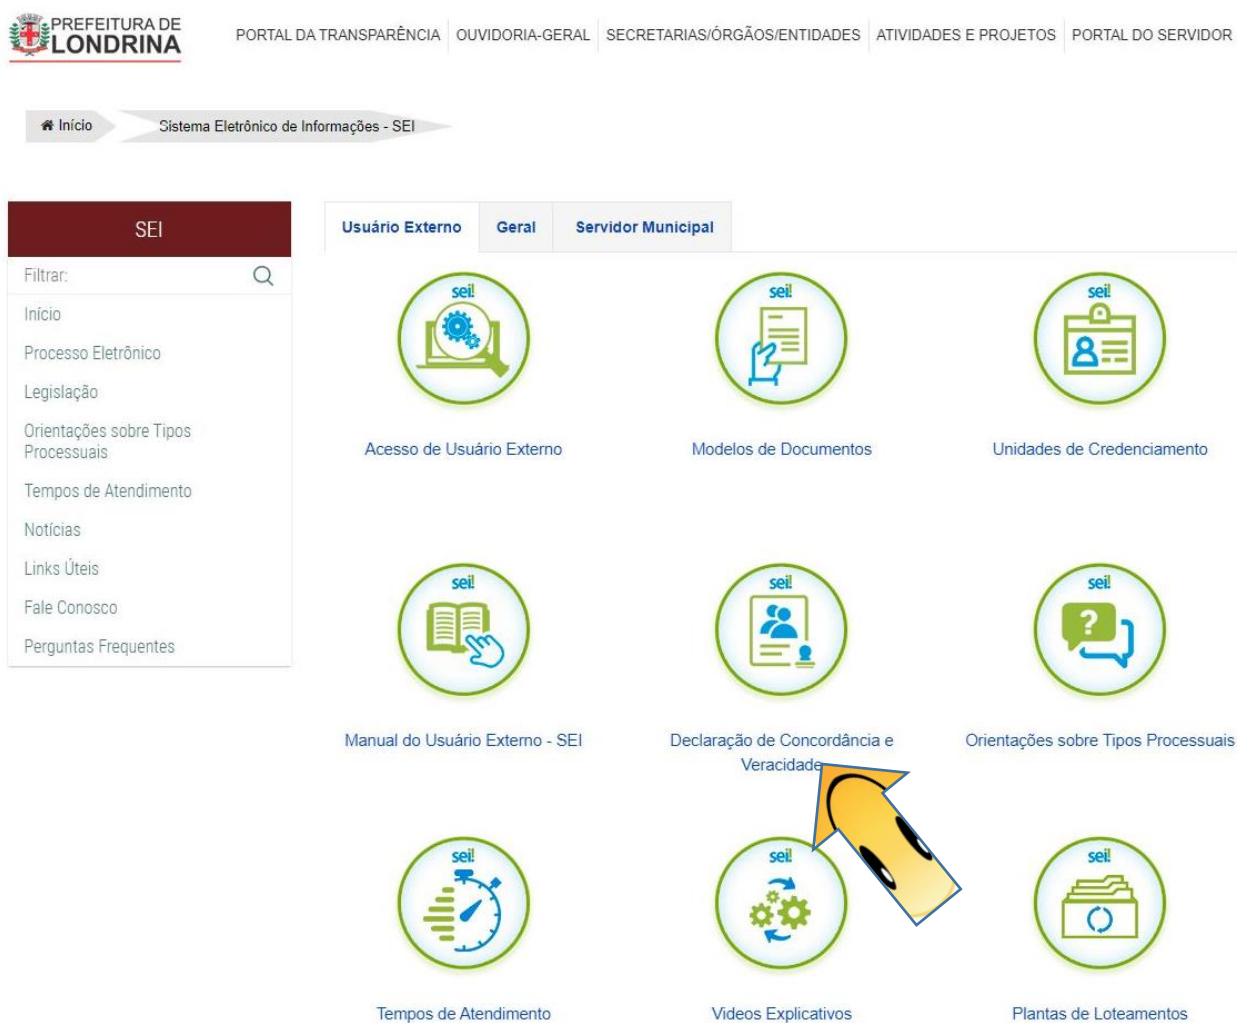 PREFEITURA DE
LONDRINA
PORTAL DA TRANSPARÊNCIA
OUVIDORIA-GERAL
SECRETARIAS/ÓRGÃOS/ENTIDADES
ATIVIDADES E PROJETOS
PORTAL DO SERVIDOR
Início
Sistema Eletrônico de Informações - SEI
SEI
Filtrar:
Início
Processo Eletrônico
Legislação
Orientações sobre Tipos
Processuais
Tempos de Atendimento
Notícias
Links Úteis
Fale Conosco
Perguntas Frequentes
Usuário Externo
Geral
Servidor Municipal
sei!
sei!
sei!
Acesso de Usuário Externo
Modelos de Documentos
Unidades de Credenciamento
sei!
sei!
sei!
?
Manual do Usuário Externo - SEI
Declaração de Concordância e
Veracidade
Orientações sobre Tipos Processuais
sei!
sei!
sei!
Tempos de Atendimento
Videos Explicativos
Plantas de Loteamentos